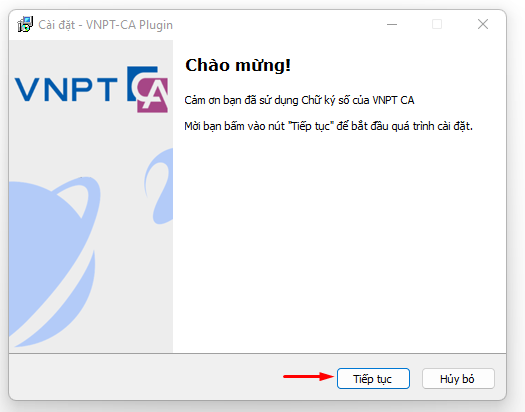 Cài đặt - VNPT-CA Plugin
VNPT CA
Chào mừng!
Cảm ơn bạn đã sử dụng Chữ ký số của VNPT CA
Mời bạn bấm vào nút "Tiếp tục" để bắt đầu quá trình cài đặt.
Tiếp tục
Hủy bỏ